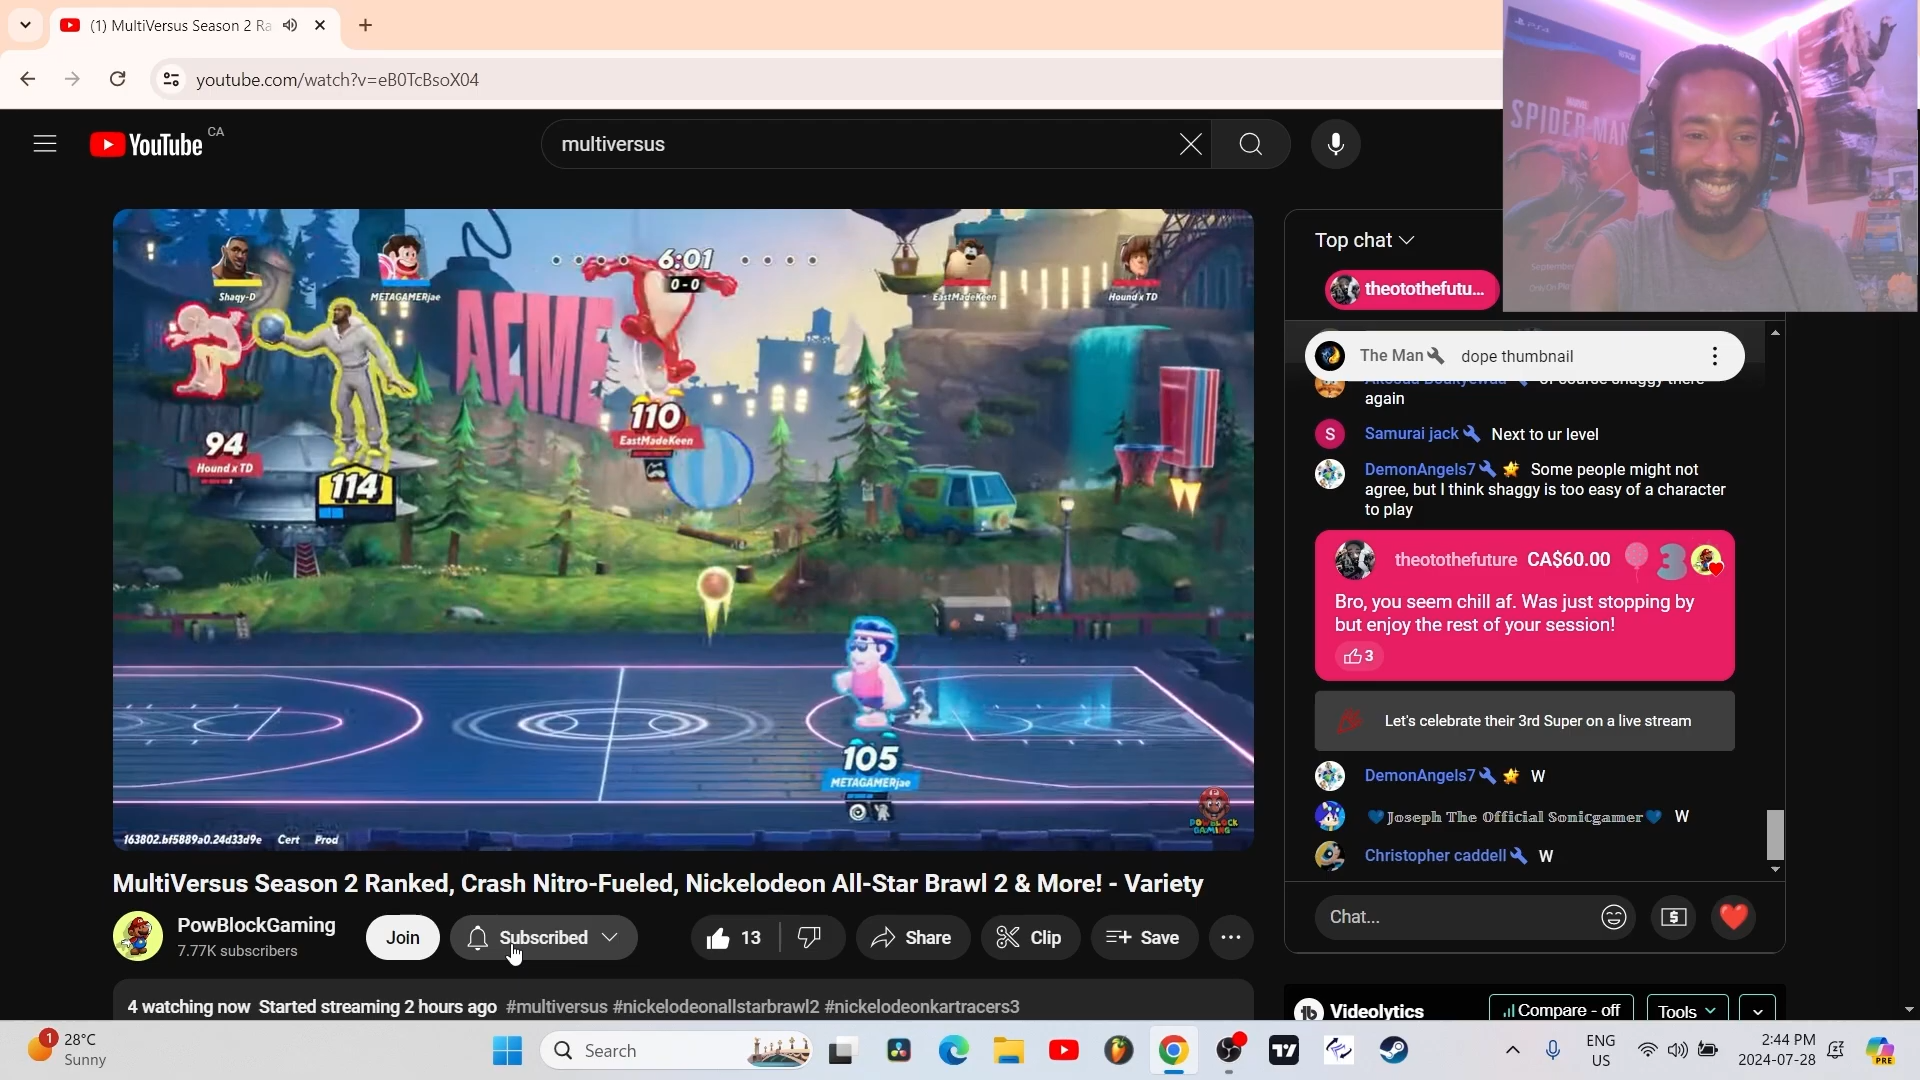 (1) MultiVersus Season 2 Ra
youtube.com/watch?v=eB0TcBsoX04
YouTube CA
multiversus
SPIDER-MAN
Top chat
theotothefutu...
The Man dope thumbnail
again
Samurai jack Next to ur level
DemonAngels7 Some people might not
agree, but I think shaggy is too easy of a character
to play
theotothefuture CA$60.00 3
Bro, you seem chill af. Was just stopping by
but enjoy the rest of your session!
3
Let's celebrate their 3rd Super on a live stream
DemonAngels7 W
💙Joseph The Official Sonicgamer💙 W
Christopher caddell W
Chat...
6:01
0-0
Shaqy-D
METAGAMERjae
EastMadeKeen
Hound x TD
ACME
94
Hound x TD
114
110
EastMadeKeen
105
METAGAMERjae
POWBLOCK
GAMING
163802.bf5889a0.24d33d9e Cert Prod
MultiVersus Season 2 Ranked, Crash Nitro-Fueled, Nickelodeon All-Star Brawl 2 & More! - Variety
PowBlockGaming
7.77K subscribers
Join
Subscribed
13
Share
Clip
Save
4 watching now Started streaming 2 hours ago #multiversus #nickelodeonallstarbrawl2 #nickelodeonkartracers3
Videolytics
Compare - off
Tools
1
28°C
Sunny
Search
ENG
US
2:44 PM
2024-07-28
PRE